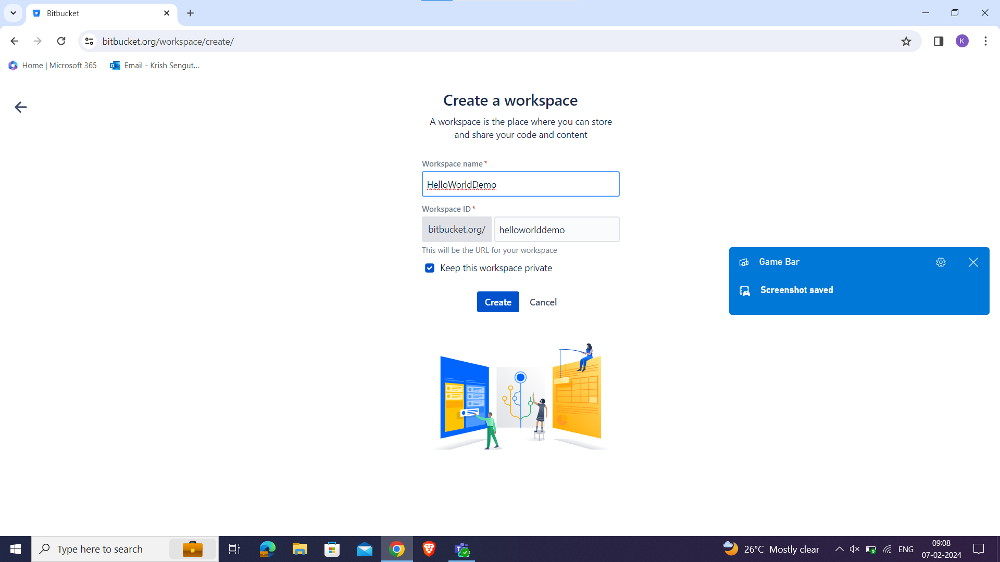 Bitbucket
bitbucket.org/workspace/create/
K
Home | Microsoft 365
Email - Krish Sengut...
Create a workspace
A workspace is the place where you can store
and share your code and content
Workspace name*
HelloWorldDemo
Workspace ID*
bitbucket.org/ helloworlddemo
This will be the URL for your workspace
Keep this workspace private
Create Cancel
Game Bar
Screenshot saved
Type here to search
26°C Mostly clear
ENG
09:08
07-02-2024